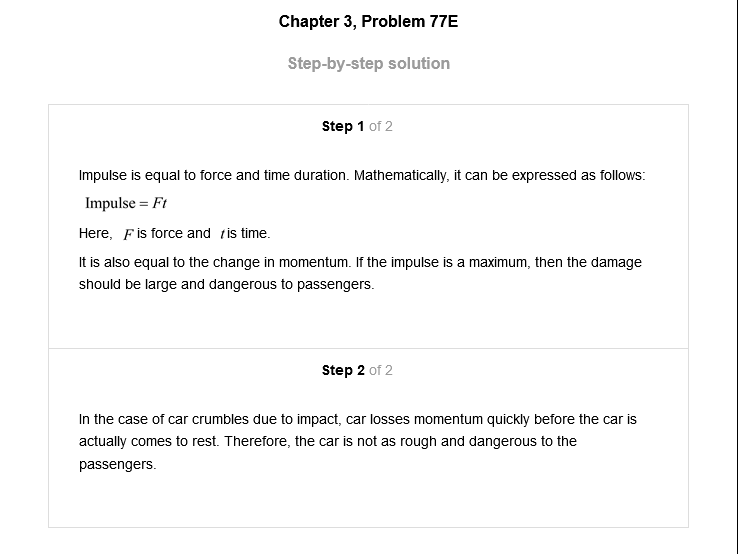 Chapter 3, Problem 77E
Step-by-step solution
Step 1 of 2
Impulse is equal to force and time duration. Mathematically, it can be expressed as follows:
Impulse = Ft
Here, F is force and t is time.
It is also equal to the change in momentum. If the impulse is a maximum, then the damage
should be large and dangerous to passengers.
Step 2 of 2
In the case of car crumbles due to impact, car losses momentum quickly before the car is
actually comes to rest. Therefore, the car is not as rough and dangerous to the
passengers.